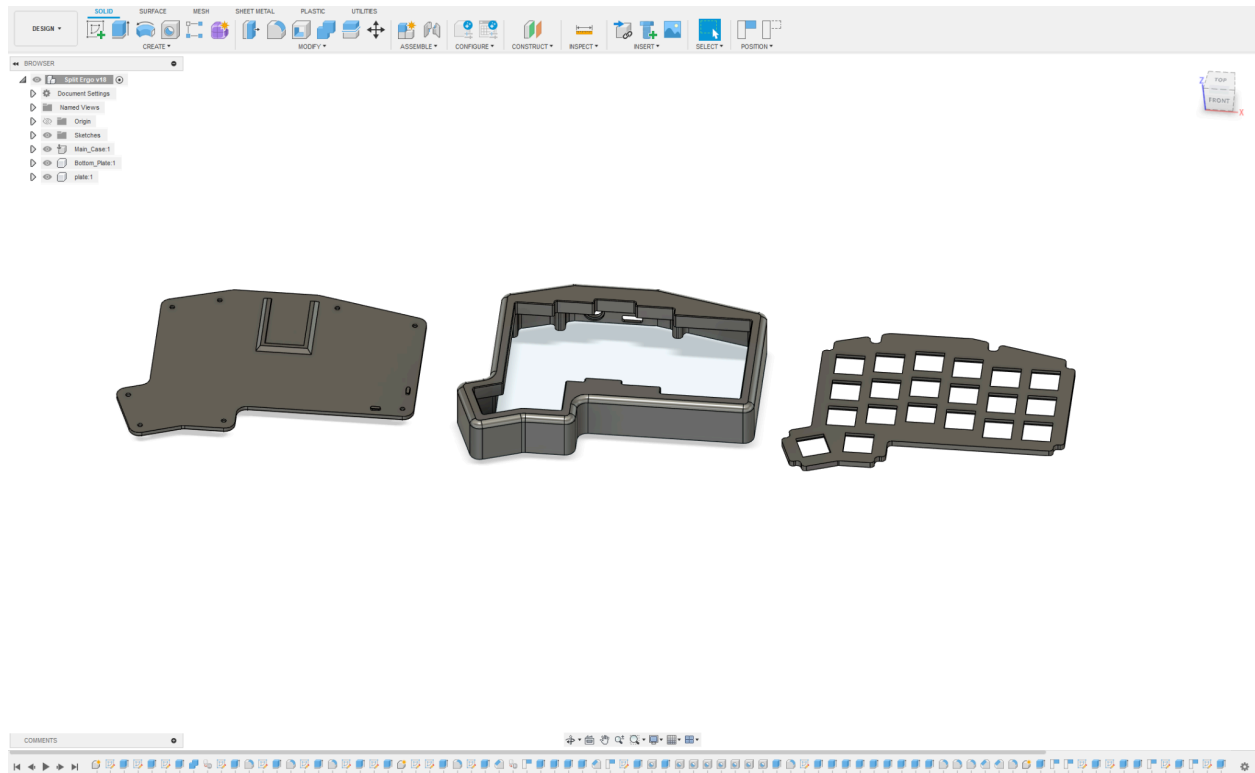 SOLID SURFACE MESH SHEET METAL PLASTIC UTILITIES
DESIGN
CREATE MODIFY ASSEMBLE CONFIGURE CONSTRUCT INSPECT INSERT SELECT POSITION
BROWSER
Split Ergo v18
Document Settings
Named Views
Origin
Sketches
Main_Case:1
Bottom_Plate:1
plate:1
TOP
Z
FRONT
X
COMMENTS